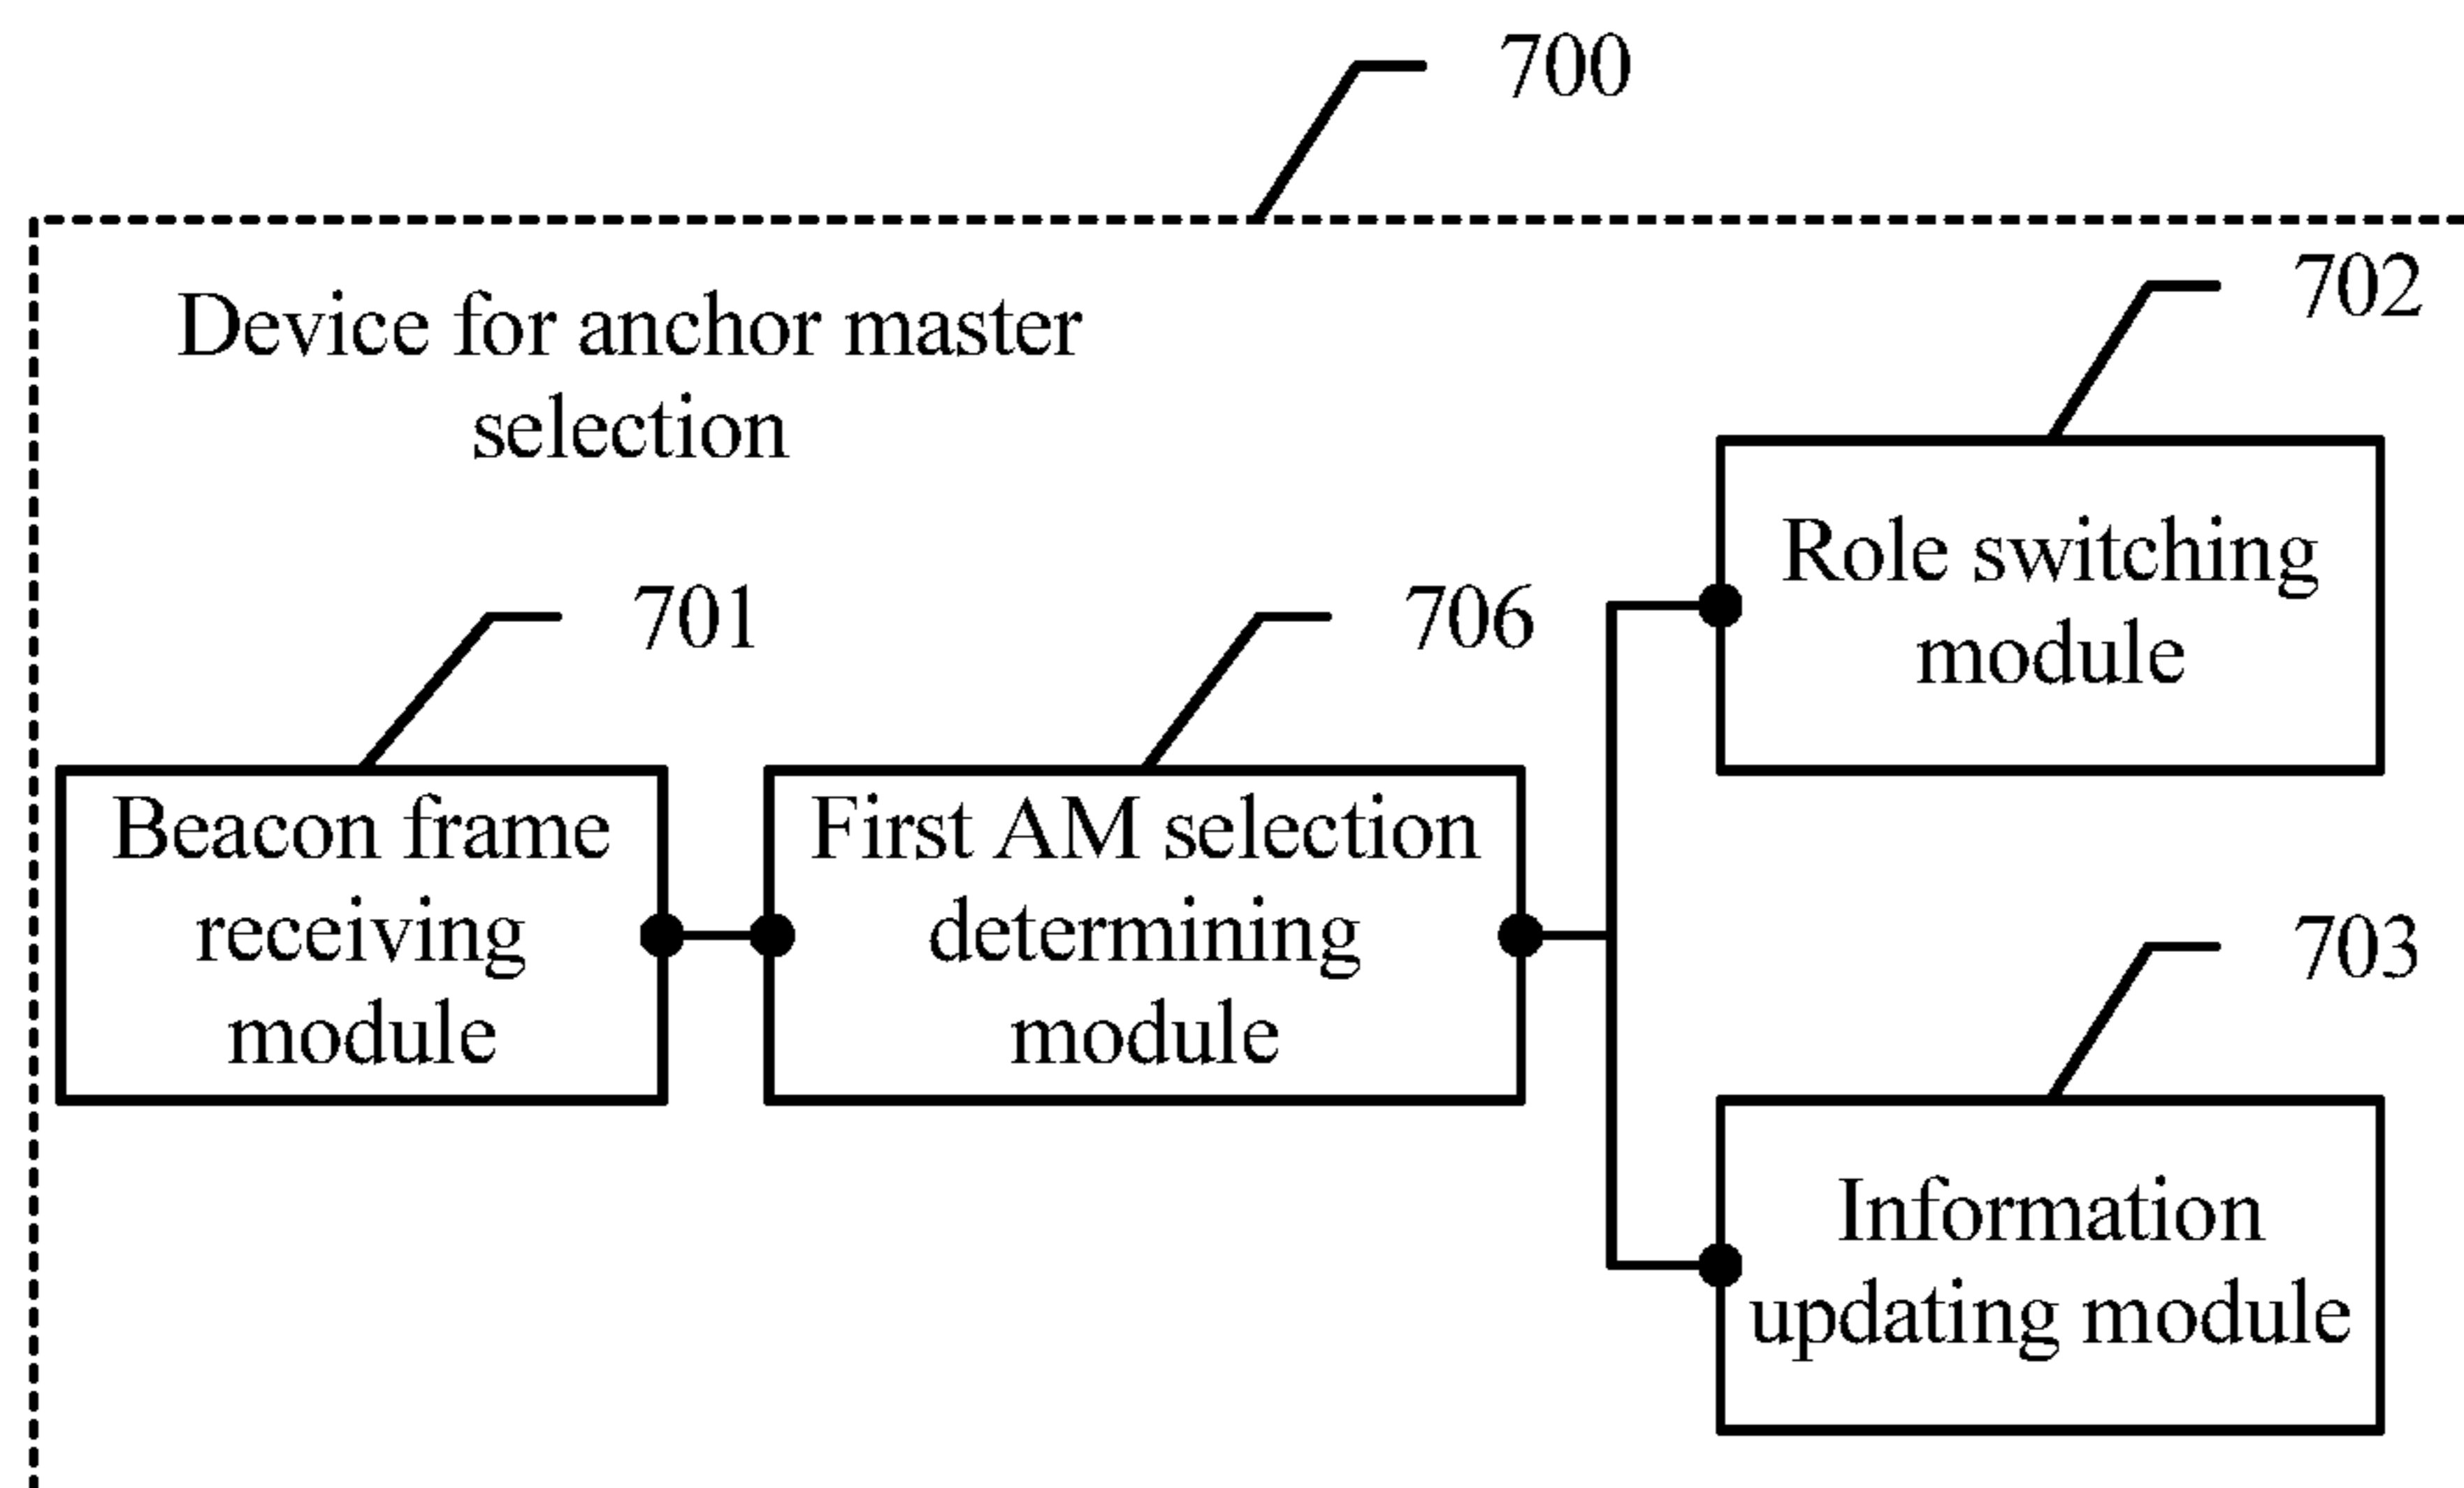 700
Device for anchor master
selection
702
Role switching
module
701
706
Beacon frame
receiving
module
First AM selection
determining
module
703
Information
updating module